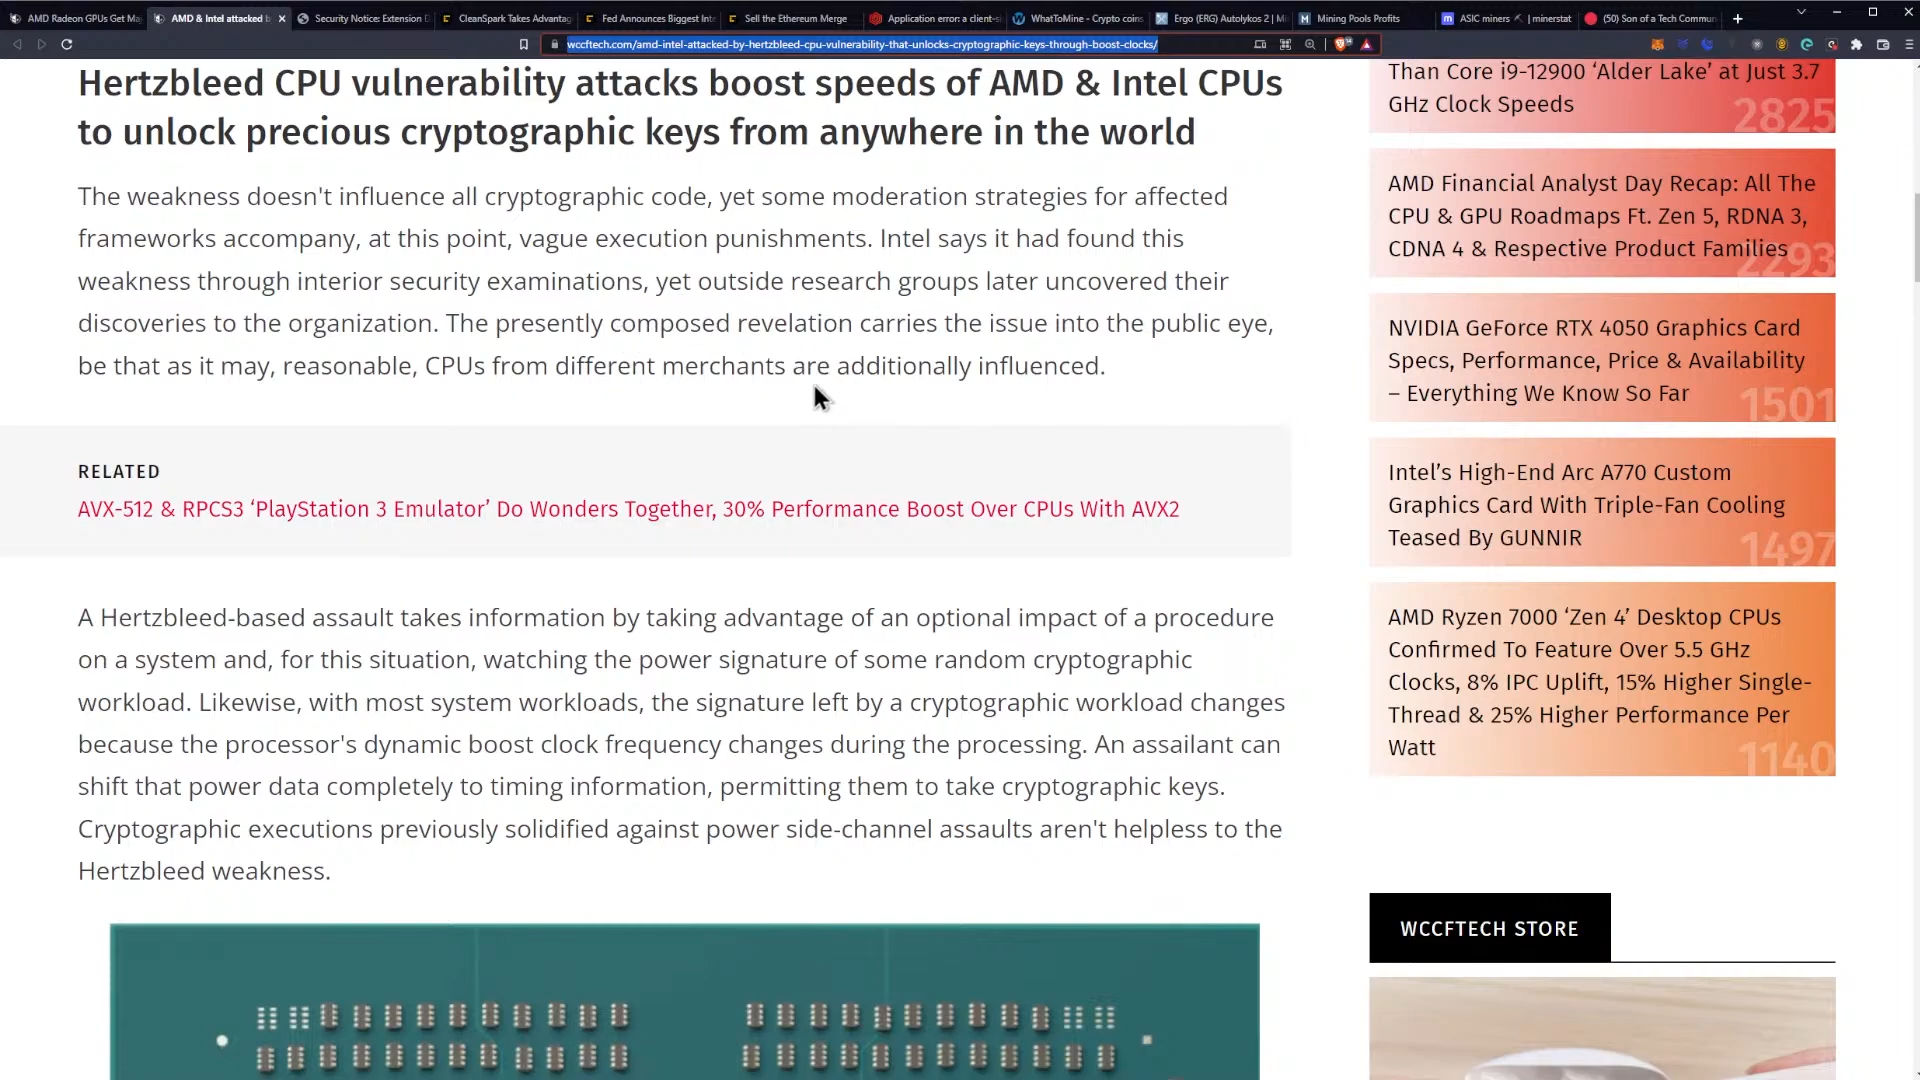 AMD Radeon GPUs Get Ma
AMD & Intel attacked b
Security Notice: Extension D
CleanSpark Takes Advantag
Fed Announces Biggest Int
Sell the Ethereum Merge
Application error: a client-si
WhatToMine - Crypto coins
Ergo (ERG) Autolykos 2 | Mi
Mining Pools Profits
ASIC miners ⛏ | minerstat
(50) Son of a Tech Commun
wccftech.com/amd-intel-attacked-by-hertzbleed-cpu-vulnerability-that-unlocks-cryptographic-keys-through-boost-clocks/
Hertzbleed CPU vulnerability attacks boost speeds of AMD & Intel CPUs
to unlock precious cryptographic keys from anywhere in the world
The weakness doesn't influence all cryptographic code, yet some moderation strategies for affected
frameworks accompany, at this point, vague execution punishments. Intel says it had found this
weakness through interior security examinations, yet outside research groups later uncovered their
discoveries to the organization. The presently composed revelation carries the issue into the public eye,
be that as it may, reasonable, CPUs from different merchants are additionally influenced.
RELATED
AVX-512 & RPCS3 ‘PlayStation 3 Emulator’ Do Wonders Together, 30% Performance Boost Over CPUs With AVX2
A Hertzbleed-based assault takes information by taking advantage of an optional impact of a procedure
on a system and, for this situation, watching the power signature of some random cryptographic
workload. Likewise, with most system workloads, the signature left by a cryptographic workload changes
because the processor's dynamic boost clock frequency changes during the processing. An assailant can
shift that power data completely to timing information, permitting them to take cryptographic keys.
Cryptographic executions previously solidified against power side-channel assaults aren't helpless to the
Hertzbleed weakness.
Than Core i9-12900 ‘Alder Lake’ at Just 3.7
GHz Clock Speeds
2825
AMD Financial Analyst Day Recap: All The
CPU & GPU Roadmaps Ft. Zen 5, RDNA 3,
CDNA 4 & Respective Product Families
2293
NVIDIA GeForce RTX 4050 Graphics Card
Specs, Performance, Price & Availability
– Everything We Know So Far
1501
Intel’s High-End Arc A770 Custom
Graphics Card With Triple-Fan Cooling
Teased By GUNNIR
1497
AMD Ryzen 7000 ‘Zen 4’ Desktop CPUs
Confirmed To Feature Over 5.5 GHz
Clocks, 8% IPC Uplift, 15% Higher Single-
Thread & 25% Higher Performance Per
Watt
1140
WCCFTECH STORE